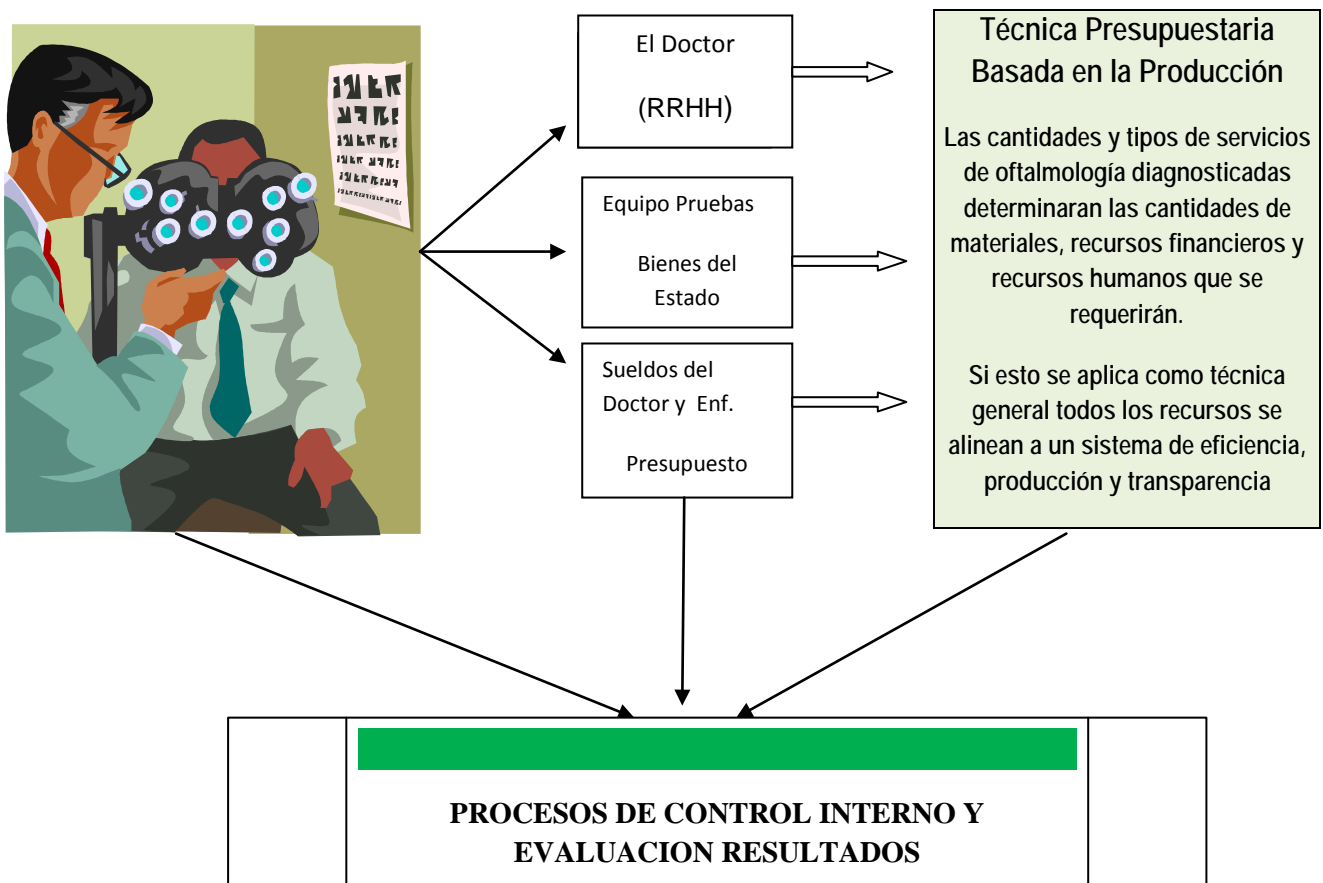 El Doctor
(RRHH)
Equipo Pruebas
Bienes del
Estado
Sueldos del
Doctor y Enf.
Presupuesto
Técnica Presupuestaria
Basada en la Producción
Las cantidades y tipos de servicios
de oftalmología diagnosticadas
determinaran las cantidades de
materiales, recursos financieros y
recursos humanos que se
requerirán.
Si esto se aplica como técnica
general todos los recursos se
alinean a un sistema de eficiencia,
producción y transparencia
PROCESOS DE CONTROL INTERNO Y
EVALUACION RESULTADOS